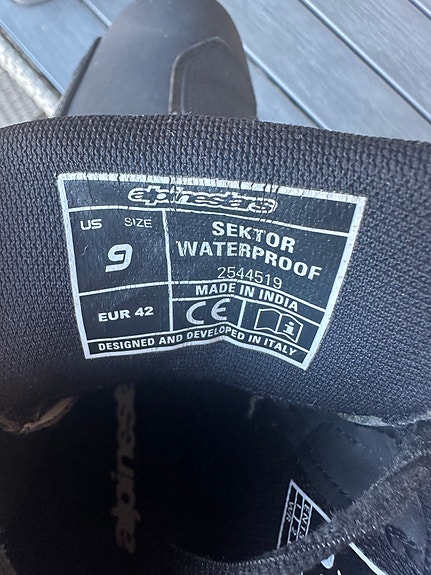 alpinestars
US SIZE
9
EUR 42
SEKTOR
WATERPROOF
2544519
MADE IN INDIA
CE
DESIGNED AND DEVELOPED IN ITALY
alpinestars
WR